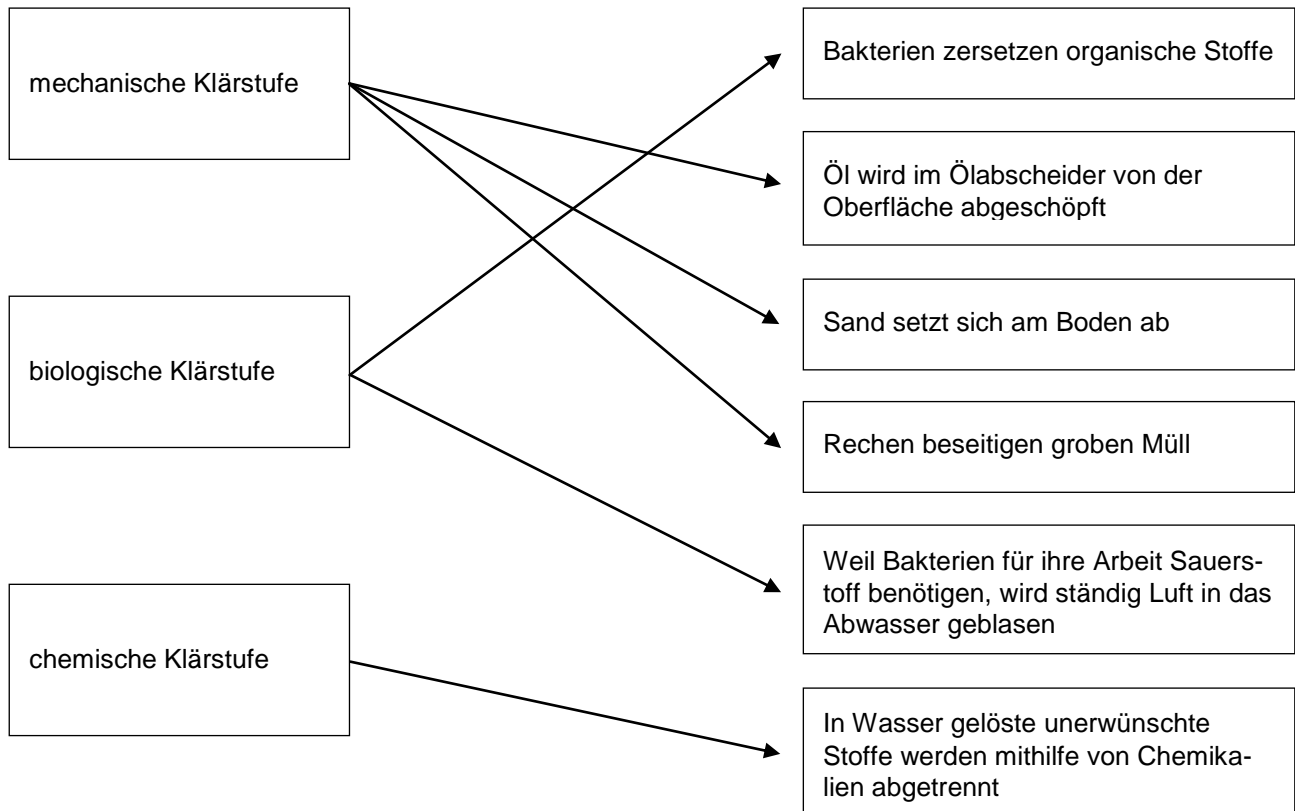 mechanische Klärstufe
biologische Klärstufe
chemische Klärstufe
Bakterien zersetzen organische Stoffe
Öl wird im Ölabscheider von der
Oberfläche abgeschöpft
Sand setzt sich am Boden ab
Rechen beseitigen groben Müll
Weil Bakterien für ihre Arbeit Sauers-
toff benötigen, wird ständig Luft in das
Abwasser geblasen
In Wasser gelöste unerwünschte
Stoffe werden mithilfe von Chemika-
lien abgetrennt